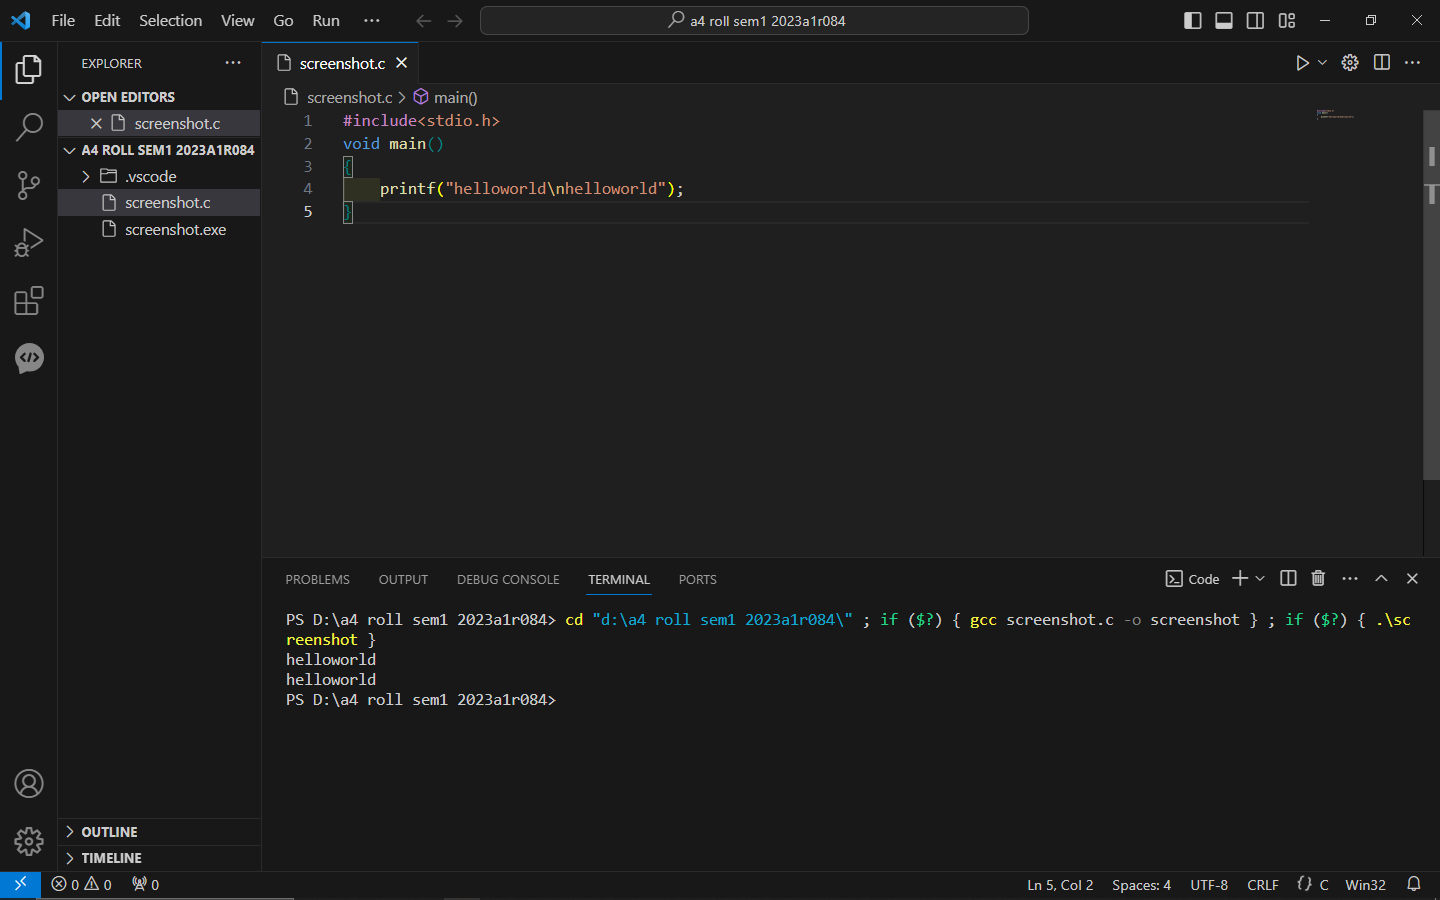 File Edit Selection View Go Run ··· a4 roll sem1 2023a1r084
EXPLORER ···
OPEN EDITORS
screenshot.c
A4 ROLL SEM1 2023A1R084
.vscode
screenshot.c
screenshot.exe
OUTLINE
TIMELINE
screenshot.c
screenshot.c > main()
1 #include<stdio.h>
2 void main()
3 {
4     printf("helloworld\nhelloworld");
5 }
PROBLEMS OUTPUT DEBUG CONSOLE TERMINAL PORTS Code
PS D:\a4 roll sem1 2023a1r084> cd "d:\a4 roll sem1 2023a1r084\" ; if ($?) { gcc screenshot.c -o screenshot } ; if ($?) { .\sc
reenshot }
helloworld
helloworld
PS D:\a4 roll sem1 2023a1r084>
0 0 0 Ln 5, Col 2 Spaces: 4 UTF-8 CRLF {} C Win32